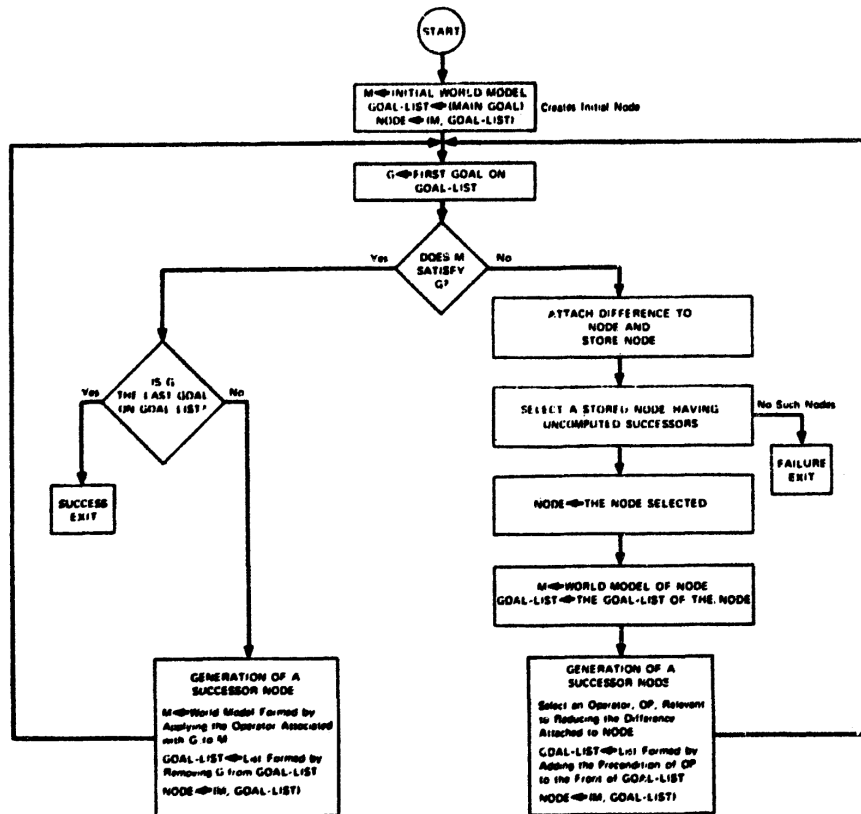 START
M⇐INITIAL WORLD MODEL
GOAL-LIST⇐(MAIN GOAL)
NODE⇐(M, GOAL-LIST)
Creates Initial Node
G⇐FIRST GOAL ON
GOAL-LIST
Yes
DOES M
SATISFY
G?
No
ATTACH DIFFERENCE TO
NODE AND
STORE NODE
Yes
IS G
THE LAST GOAL
ON GOAL LIST?
No
SELECT A STORED NODE HAVING
UNCOMPUTED SUCCESSORS
No Such Nodes
FAILURE
EXIT
SUCCESS
EXIT
NODE⇐THE NODE SELECTED
M⇐WORLD MODEL OF NODE
GOAL-LIST⇐THE GOAL-LIST OF THE NODE
GENERATION OF A
SUCCESSOR NODE
M⇐World Model Formed by
Applying the Operator Associated
with G to M
GOAL-LIST⇐List Formed by
Removing G from GOAL-LIST
NODE⇐(M, GOAL-LIST)
GENERATION OF A
SUCCESSOR NODE
Select an Operator, OP, Relevant
to Reducing the Difference
Attached to NODE
GOAL-LIST⇐List Formed by
Adding the Precondition of OP
to the Front of GOAL-LIST
NODE⇐(M, GOAL-LIST)